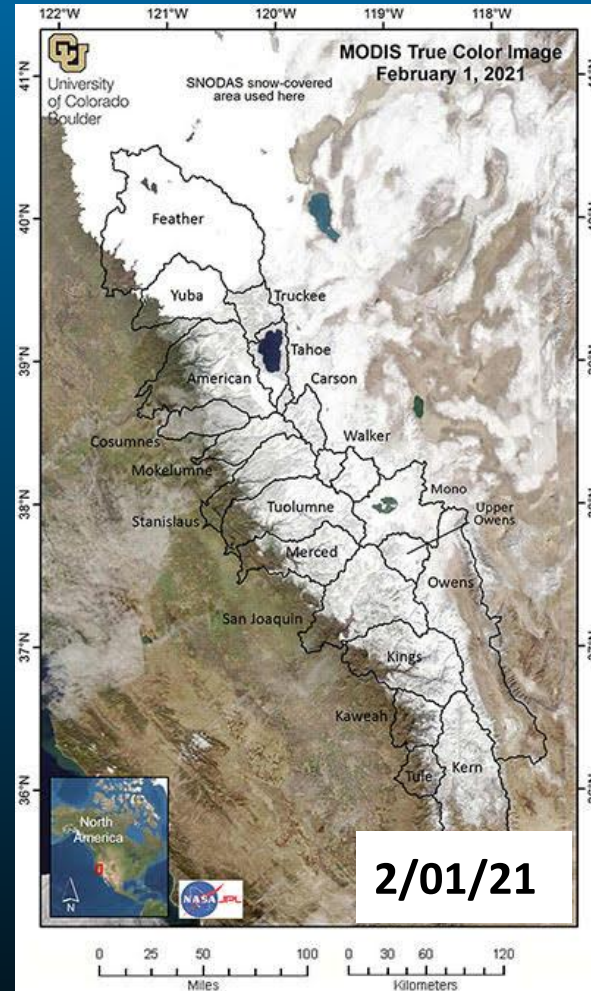 122°W
121°W
120°W
119°W
118°W
University
of Colorado
Boulder
MODIS True Color Image
February 1, 2021
SNODAS snow-covered
area used here
41°N
40°N
39°N
38°N
37°N
36°N
Feather
Yuba
Truckee
Tahoe
American
Carson
Cosumnes
Walker
Mokelumne
Mono
Upper
Owens
Stanislaus
Tuolumne
Merced
Owens
San Joaquin
Kings
Kaweah
Tule
Kern
North
America
N
NASA JPL
2/01/21
0 25 50 100
Miles
0 30 60 120
Kilometers